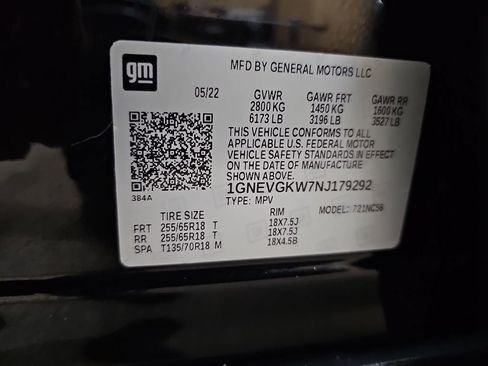 gm
MFD BY GENERAL MOTORS LLC
05/22
GVWR GAWR FRT GAWR RR
2800 KG 1450 KG 1600 KG
6173 LB 3196 LB 3527 LB
THIS VEHICLE CONFORMS TO ALL
APPLICABLE U.S. FEDERAL MOTOR
VEHICLE SAFETY STANDARDS IN EFFECT
ON THE DATE OF MANUFACTURE
SHOWN ABOVE.
1GNEVGKW7NJ179292
384A
TYPE: MPV MODEL: 721NC56
TIRE SIZE RIM
FRT 255/65R18 T 18X7.5J
RR 255/65R18 T 18X7.5J
SPA T135/70R18 M 18X4.5B